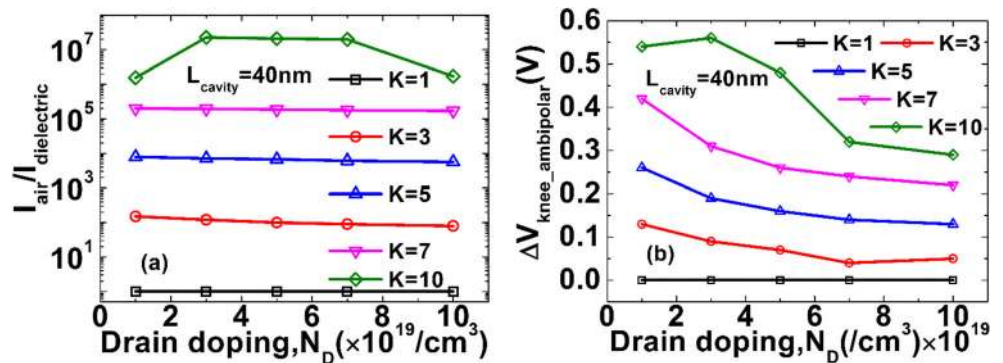 I_air/I_dielectric
10^7
10^5
10^3
10^1
L_cavity=40nm
K=1
K=3
K=5
K=7
K=10
(a)
0 2 4 6 8 10
Drain doping,N_D(×10^19/cm^3)
ΔV_knee_ambipolar(V)
0.6
0.5
0.4
0.3
0.2
0.1
0.0
K=1 K=3
L_cavity=40nm
K=5
K=7
K=10
(b)
0 2 4 6 8 10
Drain doping,N_D(/cm^3)×10^19